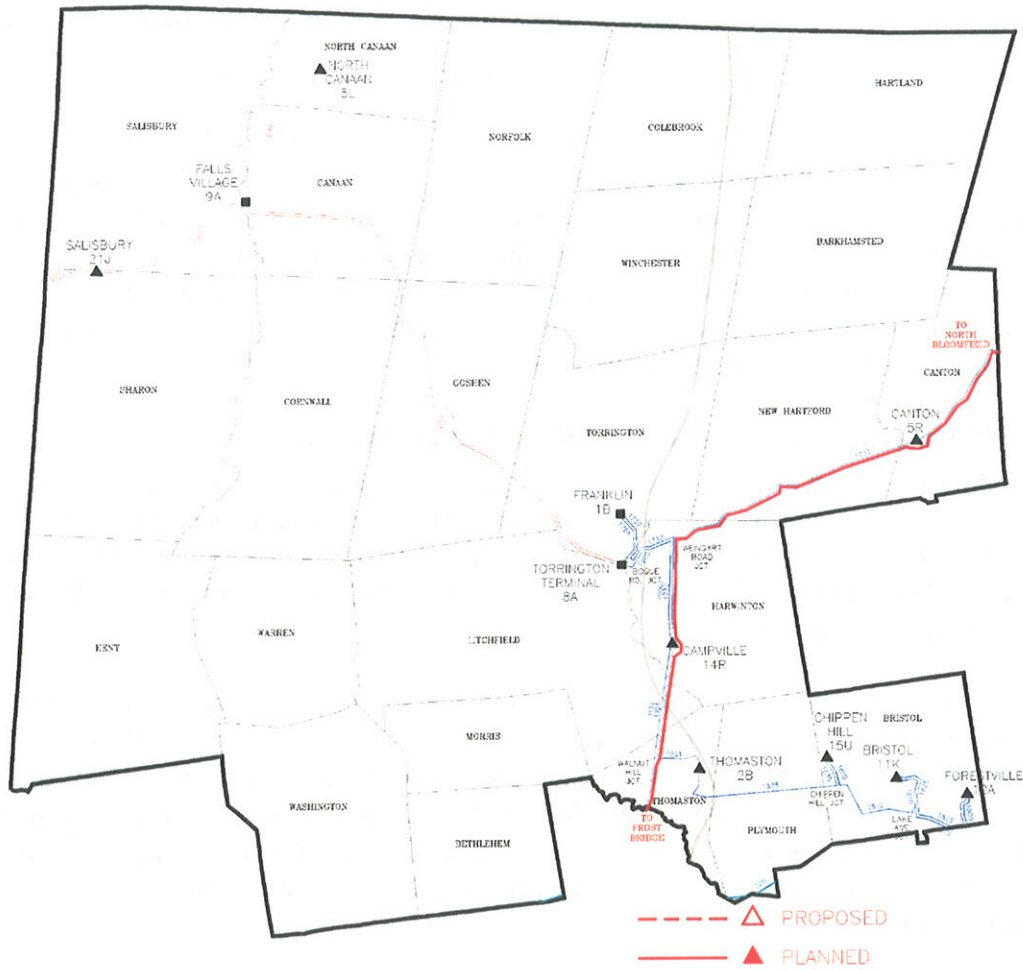 NORTH CANAAN
NORTH
CANAAN
5L
HARTLAND
SALISBURY
NORFOLK
COLEBROOK
FALLS
VILLAGE
9A
CANAAN
SALISBURY
21J
WINCHESTER
BARKHAMSTED
TO
NORTH
BLOOMFIELD
CANTON
SHARON
CORNWALL
GOSHEN
NEW HARTFORD
CANTON
5R
TORRINGTON
FRANKLIN
1B
WEINGART
ROAD
JCT.
TORRINGTON
TERMINAL
8A
BOGUE
RD. JCT.
HARWINTON
KENT
WARREN
LITCHFIELD
CAMPVILLE
14R
MORRIS
CHIPPEN
HILL
15U
BRISTOL
BRISTOL
11K
WALNUT
HILL
JCT.
1921
THOMASTON
2B
FORESTVILLE
12A
CHIPPEN
HILL JCT.
WASHINGTON
THOMASTON
LAKE
AVE.
TO
FROST
BRIDGE
PLYMOUTH
BETHLEHEM
PROPOSED
PLANNED